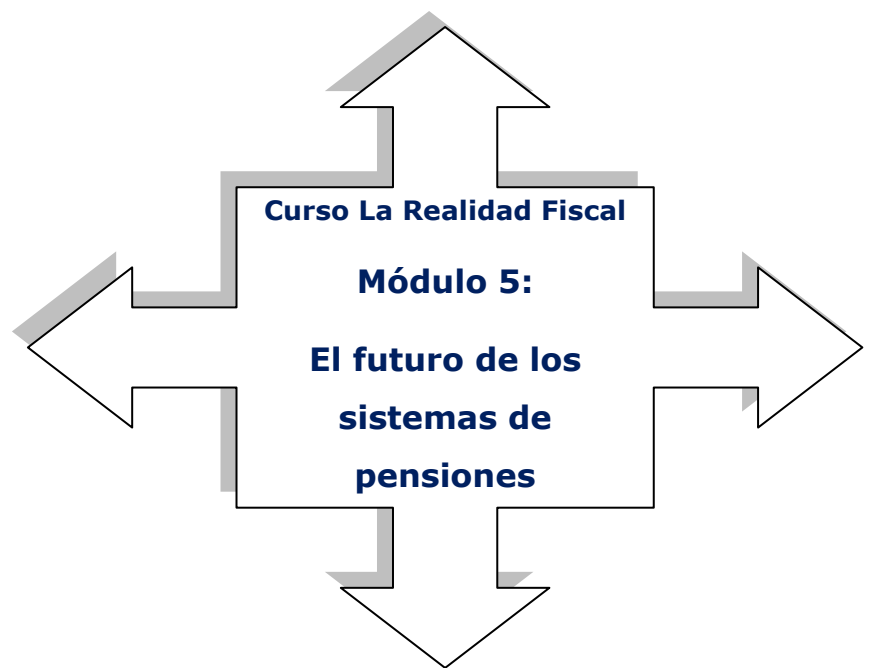 Curso La Realidad Fiscal
Módulo 5:
El futuro de los
sistemas de
pensiones